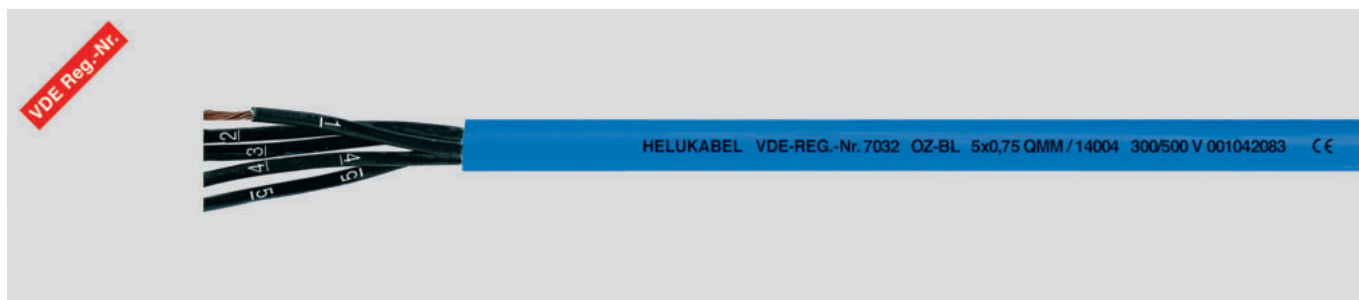 VDE Reg.-Nr.
1
2
3
4 4
5 5
HELUKABEL VDE-REG.-Nr. 7032 OZ-BL 5x0,75 QMM / 14004 300/500 V 001042083 CE